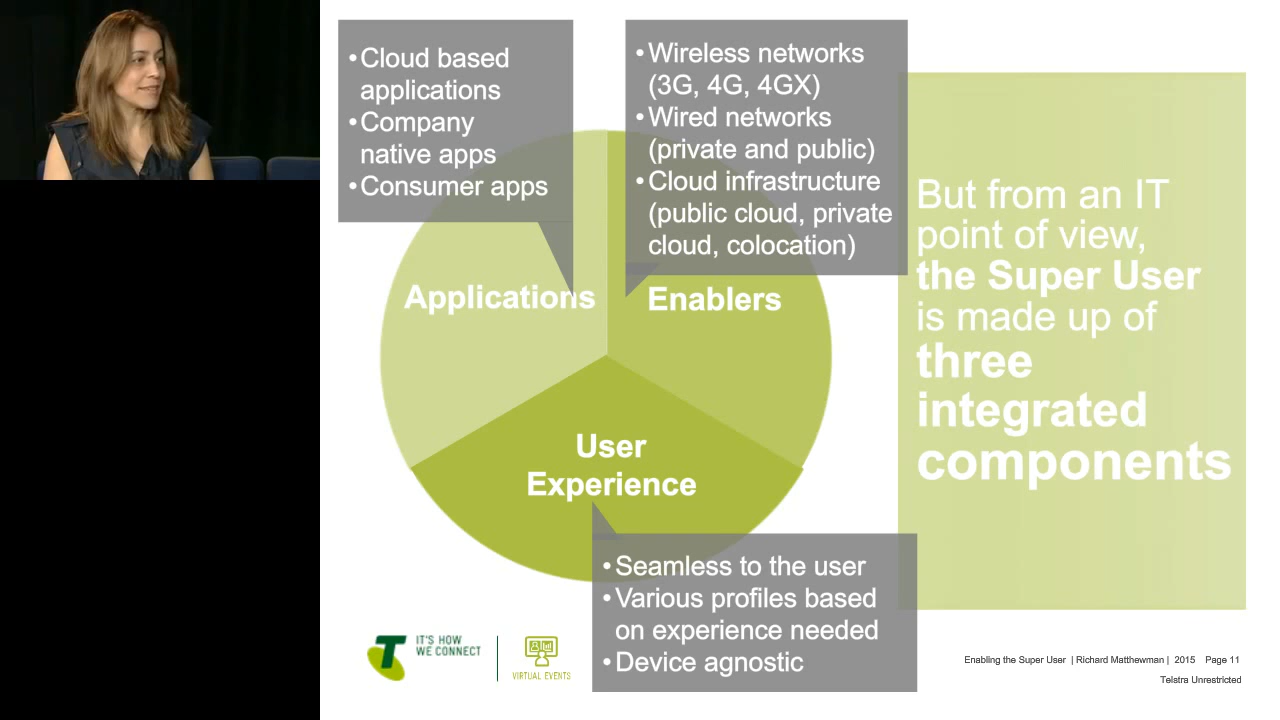 •Cloud based
applications
•Company
native apps
•Consumer apps
•Wireless networks
(3G, 4G, 4GX)
•Wired networks
(private and public)
•Cloud infrastructure
(public cloud, private
cloud, colocation)
Applications
Enablers
User
Experience
•Seamless to the user
•Various profiles based
on experience needed
•Device agnostic
But from an IT
point of view,
the Super User
is made up of
three
integrated
components
T
IT'S HOW
WE CONNECT
VIRTUAL EVENTS
Enabling the Super User | Richard Matthewman | 2015 Page 11
Telstra Unrestricted